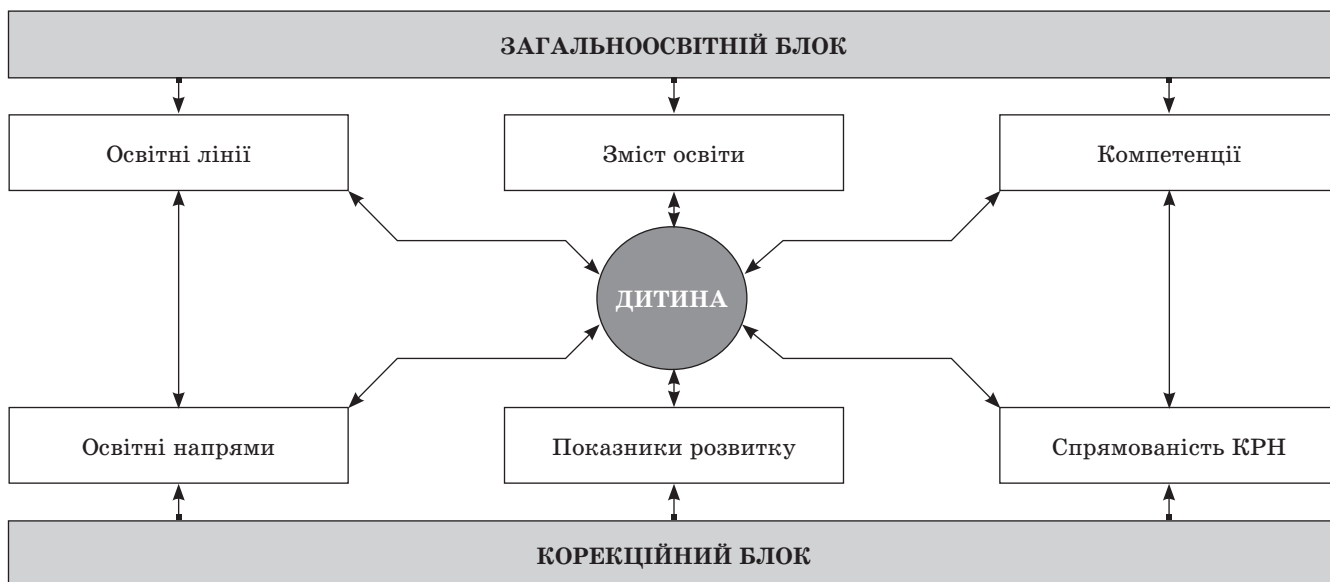 ЗАГАЛЬНООСВІТНІЙ БЛОК
Освітні лінії
Зміст освіти
Компетенції
ДИТИНА
Освітні напрями
Показники розвитку
Спрямованість КРН
КОРЕКЦІЙНИЙ БЛОК